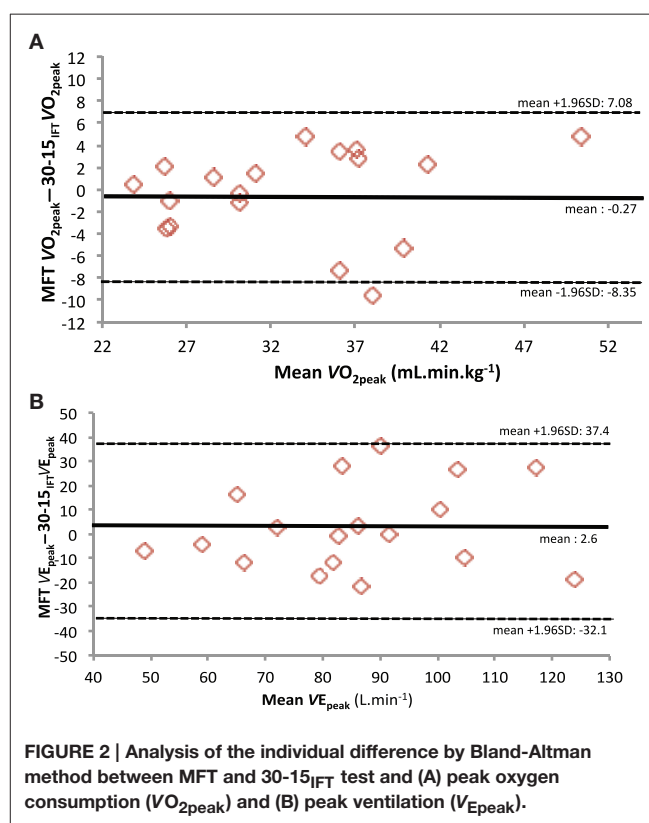 A
MFT VO2peak— 30-15IFT VO2peak
12
10
8
6
4
2
0
-2
-4
-6
-8
-10
-12
mean +1.96SD: 7.08
mean : -0.27
mean -1.96SD: -8.35
22 27 32 37 42 47 52
Mean VO2peak (mL.min.kg-1)
B
MFT VEpeak—30-15IFTVEpeak
50
40
30
20
10
0
-10
-20
-30
-40
-50
mean +1.96SD: 37.4
mean : 2.6
mean +1.96SD: -32.1
40 50 60 70 80 90 100 110 120 130
Mean VEpeak (L.min-1)
FIGURE 2 | Analysis of the individual difference by Bland-Altman
method between MFT and 30-15IFT test and (A) peak oxygen
consumption (VO2peak) and (B) peak ventilation (VEpeak).